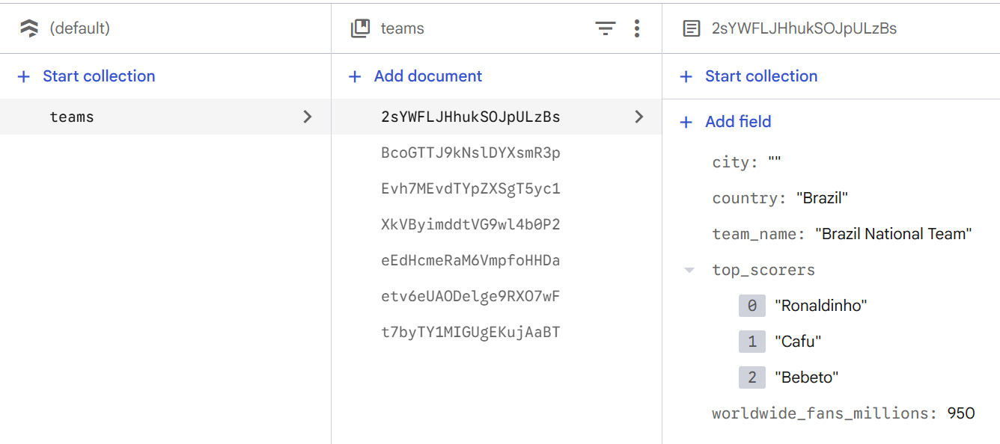 (default)
+ Start collection
teams
teams
+ Add document
2sYWFLJHhukSOJpULzBs
BcoGTTJ9kNslDYXsmR3p
Evh7MEvdTYpZXSgT5yc1
XkVByimddtVG9wl4b0P2
eEdHcmeRaM6VmpfoHHDa
etv6eUAODelge9RXO7wF
t7byTY1MIGUgEKujAaBT
2sYWFLJHhukSOJpULzBs
+ Start collection
+ Add field
city: ""
country: "Brazil"
team_name: "Brazil National Team"
top_scorers
0 "Ronaldinho"
1 "Cafu"
2 "Bebeto"
worldwide_fans_millions: 950